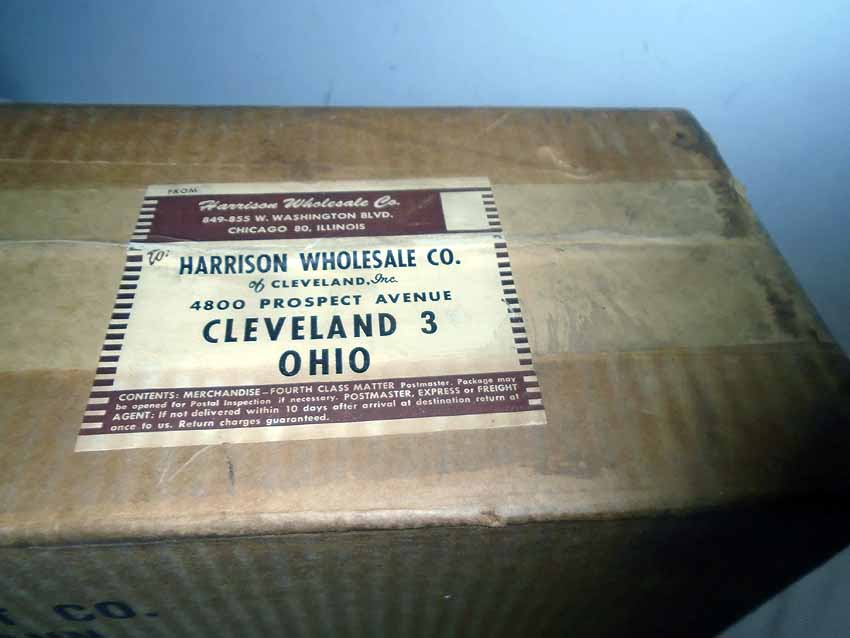 FROM
Harrison Wholesale Co.
849-855 W. WASHINGTON BLVD.
CHICAGO 80, ILLINOIS
TO:
HARRISON WHOLESALE CO.
of CLEVELAND, Inc.
4800 PROSPECT AVENUE
CLEVELAND 3
OHIO
CONTENTS: MERCHANDISE—FOURTH CLASS MATTER Postmaster. Package may
be opened for Postal Inspection if necessary. POSTMASTER, EXPRESS or FREIGHT
AGENT: If not delivered within 10 days after arrival at destination return at
once to us. Return charges guaranteed.
CO.